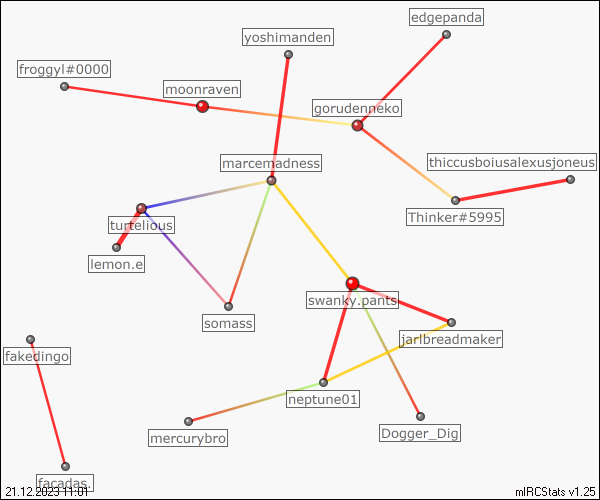 edgepanda
yoshimanden
froggyl#0000
moonraven
gorudenneko
marcemadness
thiccusboiusalexusjoneus
Thinker#5995
turtelious
lemon.e
swanky.pants
somass
jarlbreadmaker
fakedingo
neptune01
mercurybro
Dogger_Dig
facadas.
21.12.2023 11:01
mIRCStats v1.25